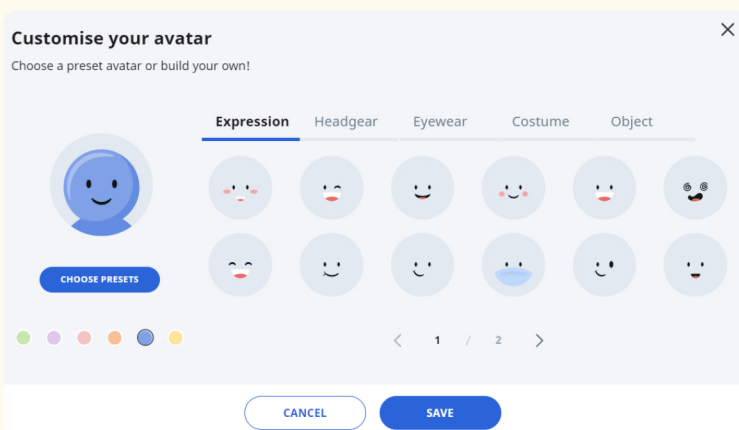 Customise your avatar
Choose a preset avatar or build your own!
Expression Headgear Eyewear Costume Object
CHOOSE PRESETS
1 / 2
CANCEL SAVE